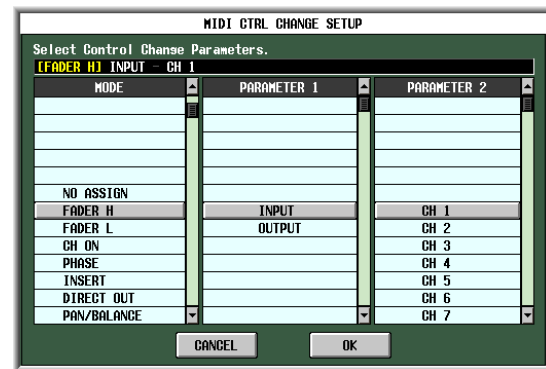 MIDI CTRL CHANGE SETUP
Select Control Change Parameters.
[FADER H] INPUT - CH 1
MODE PARAMETER 1 PARAMETER 2
NO ASSIGN
FADER H INPUT CH 1
FADER L OUTPUT CH 2
CH ON CH 3
PHASE CH 4
INSERT CH 5
DIRECT OUT CH 6
PAN/BALANCE CH 7
CANCEL OK